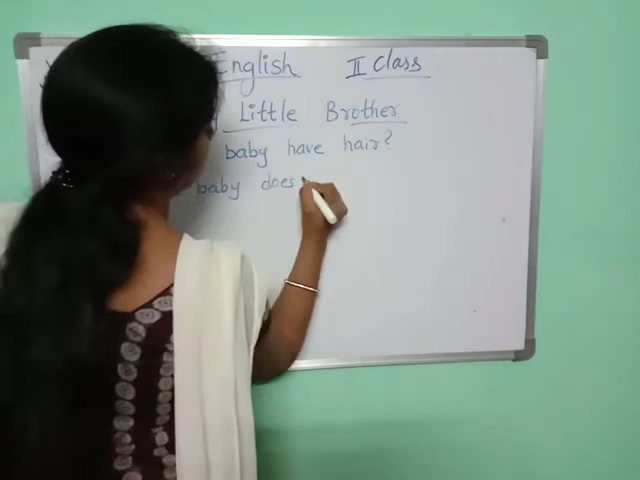 English II Class
Little Brother
baby have hair?
baby does